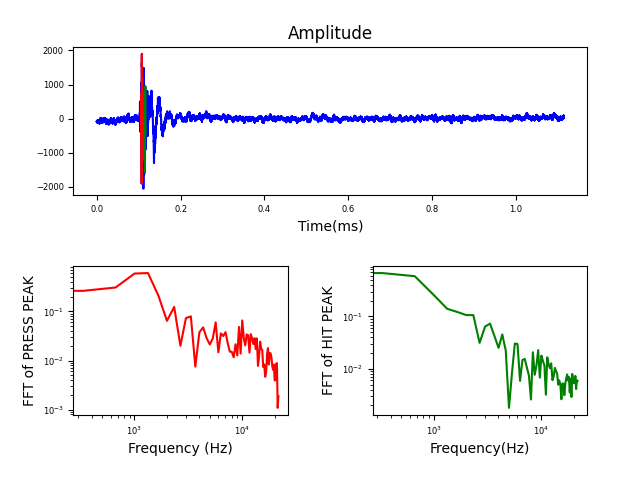 Amplitude
2000
1000
0
−1000
−2000
0.0 0.2 0.4 0.6 0.8 1.0
Time(ms)
FFT of PRESS PEAK
10⁻¹
10⁻²
10⁻³
10³ 10⁴
Frequency (Hz)
FFT of HIT PEAK
10⁻¹
10⁻²
10³ 10⁴
Frequency(Hz)